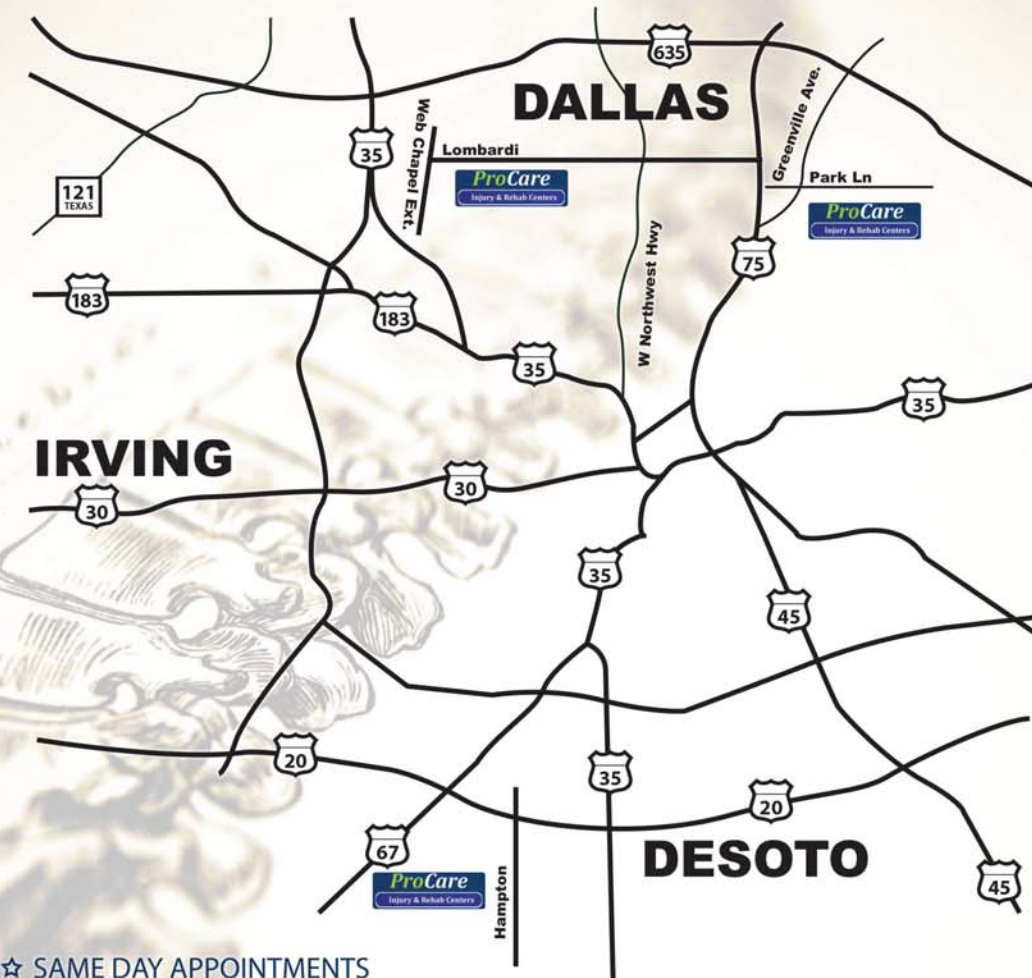 635
DALLAS
Greenville Ave.
35
Web Chapel Ext.
Lombardi
ProCare
Injury & Rehab Centers
121
TEXAS
Park Ln
ProCare
Injury & Rehab Centers
W Northwest Hwy
75
183
183
35
35
IRVING
30
30
35
45
20
35
20
67
ProCare
Injury & Rehab Centers
Hampton
DESOTO
45
☆ SAME DAY APPOINTMENTS